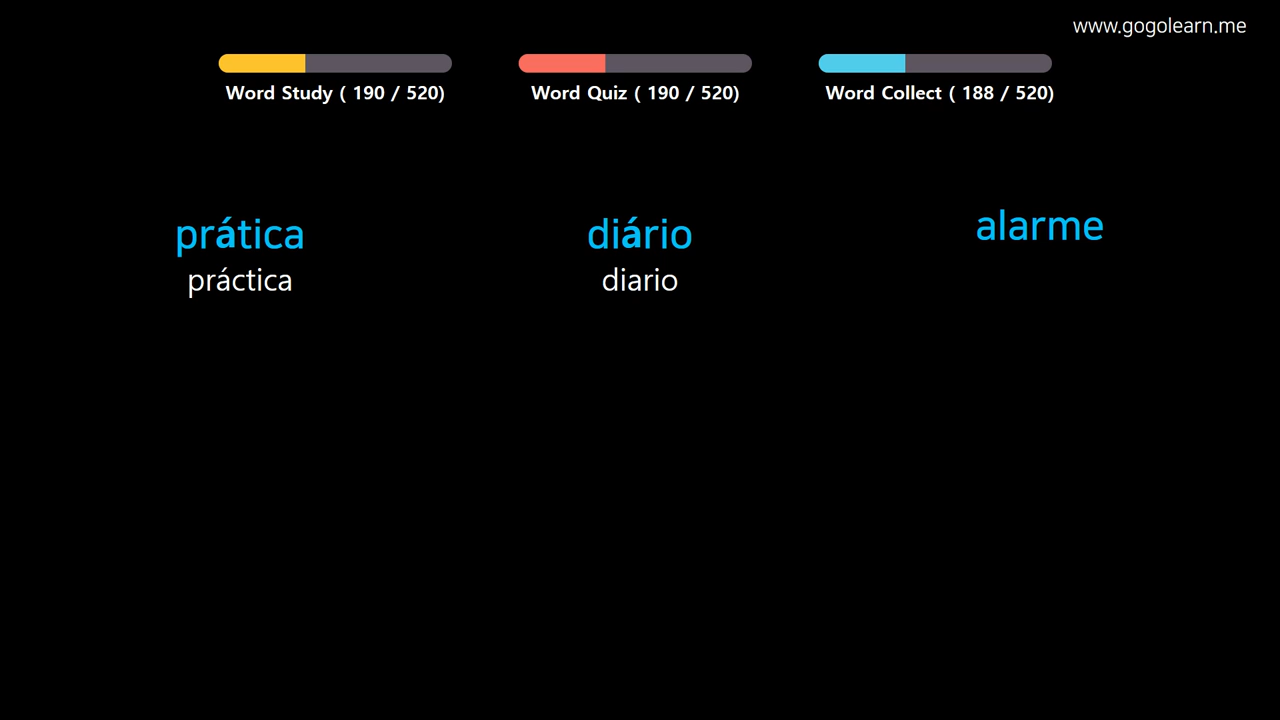 www.gogolearn.me
Word Study ( 190 / 520)
Word Quiz ( 190 / 520)
Word Collect ( 188 / 520)
prática
práctica
diário
diario
alarme